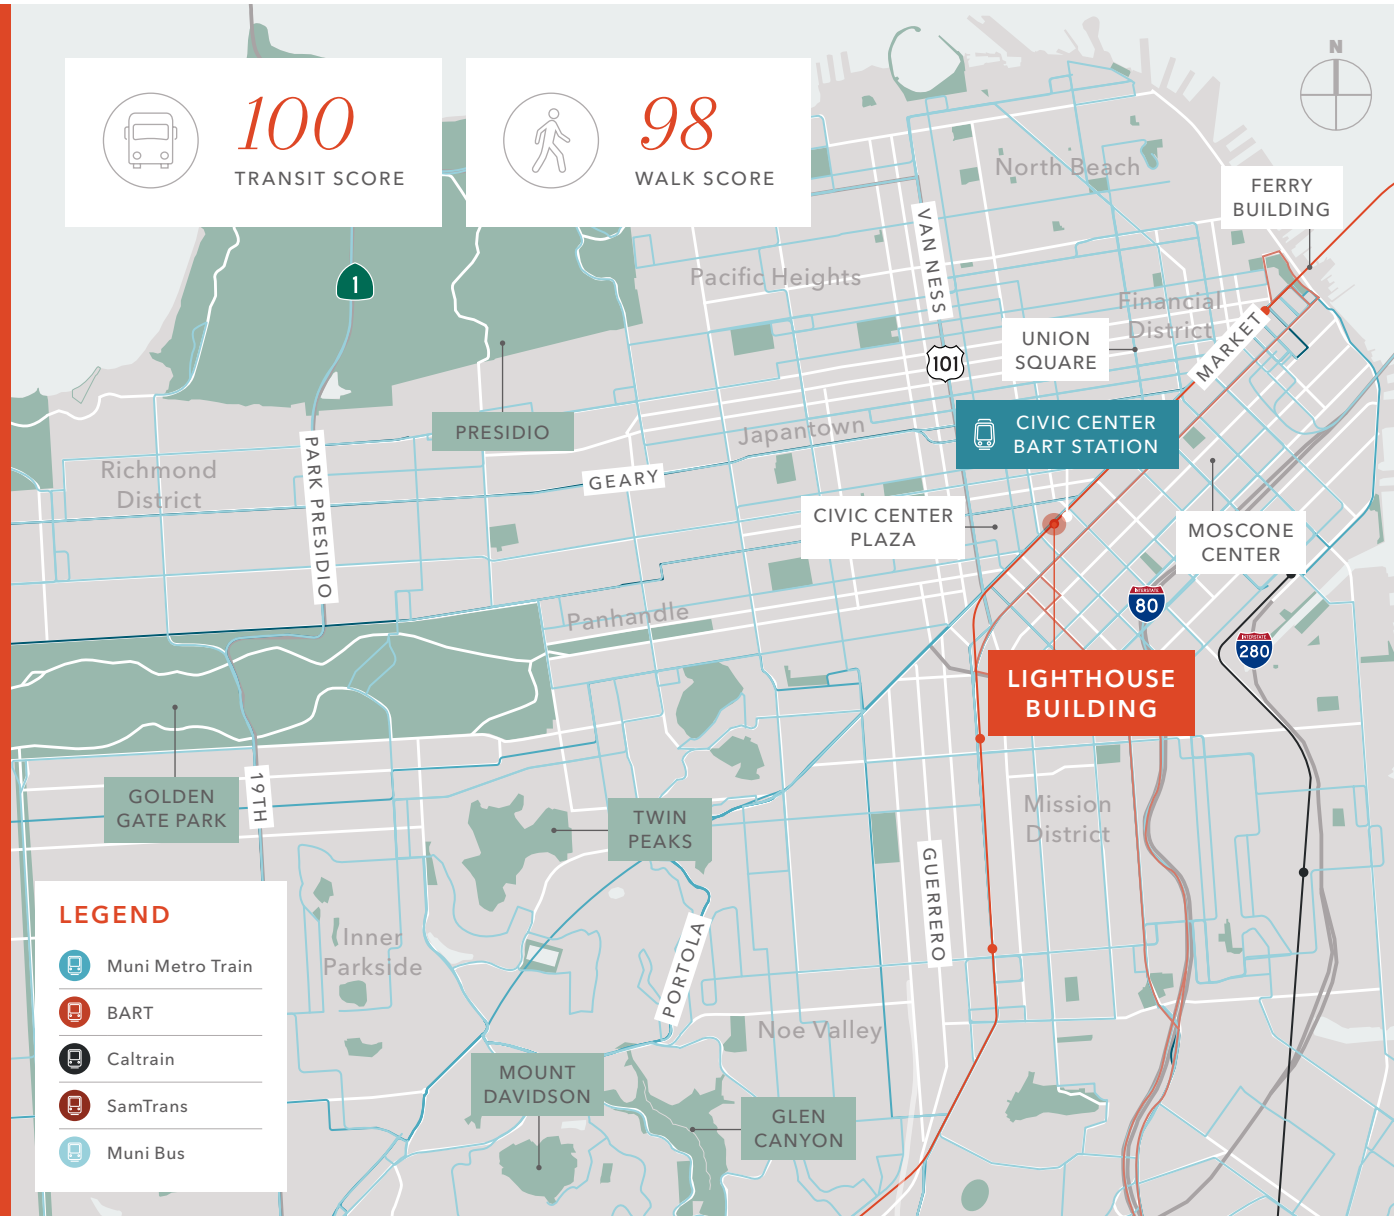 100
TRANSIT SCORE
98
WALK SCORE
N
North Beach
FERRY
BUILDING
VAN NESS
Pacific Heights
1
Financial
District
UNION
SQUARE
MARKET
101
PRESIDIO
CIVIC CENTER
BART STATION
Japantown
Richmond
District
PARK PRESIDIO
GEARY
CIVIC CENTER
PLAZA
MOSCONE
CENTER
INTERSTATE
80
Panhandle
INTERSTATE
280
LIGHTHOUSE
BUILDING
GOLDEN
GATE PARK
19TH
TWIN
PEAKS
Mission
District
GUERRERO
PORTOLA
Inner
Parkside
Noe Valley
MOUNT
DAVIDSON
GLEN
CANYON
LEGEND
Muni Metro Train
BART
Caltrain
SamTrans
Muni Bus